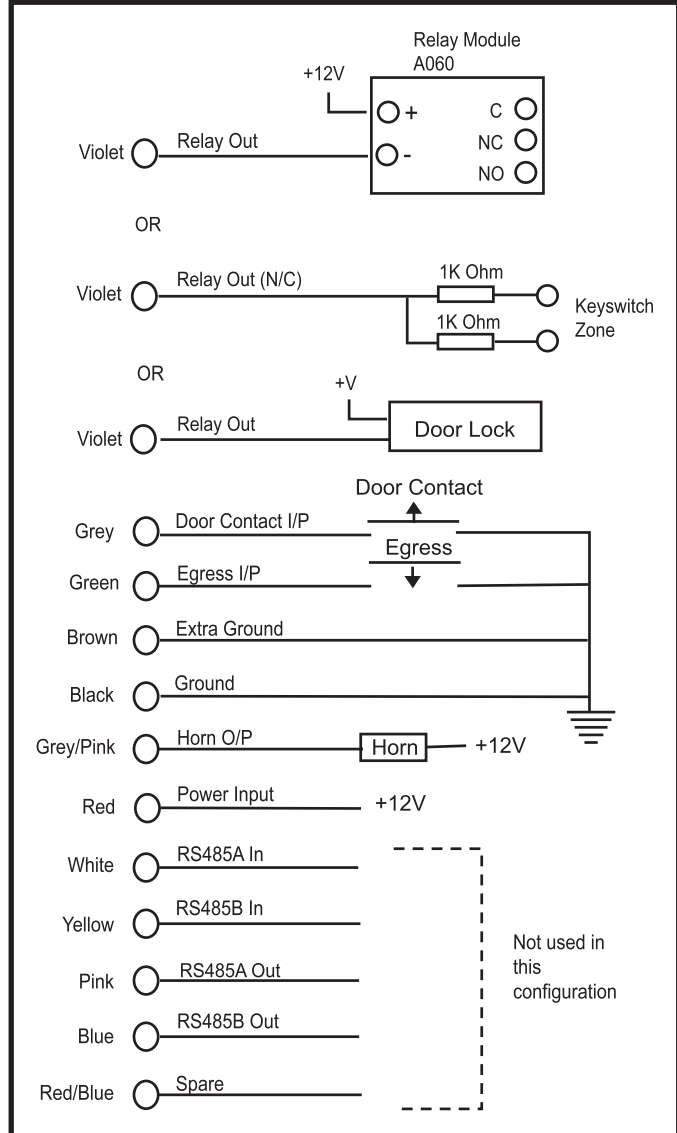 Relay Module
A060
+12V
+
C
NC
-
NO
Violet
Relay Out
OR
Violet
Relay Out (N/C)
1K Ohm
1K Ohm
Keyswitch
Zone
OR
+V
Violet
Relay Out
Door Lock
Door Contact
Grey
Door Contact I/P
Egress
Green
Egress I/P
Brown
Extra Ground
Black
Ground
Grey/Pink
Horn O/P
Horn
+12V
Red
Power Input
+12V
White
RS485A In
Yellow
RS485B In
Pink
RS485A Out
Blue
RS485B Out
Red/Blue
Spare
Not used in
this
configuration